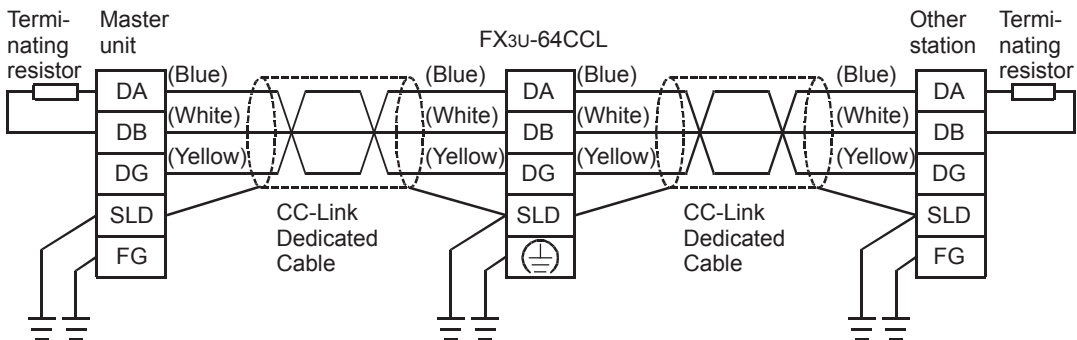 Termi-
nating
resistor
Master
unit
FX3U-64CCL
Other
station
Termi-
nating
resistor
DA
(Blue)
(Blue)
DA
(Blue)
(Blue)
DA
DB
(White)
(White)
DB
(White)
(White)
DB
DG
(Yellow)
(Yellow)
DG
(Yellow)
(Yellow)
DG
SLD
SLD
SLD
FG
FG
CC-Link
Dedicated
Cable
CC-Link
Dedicated
Cable